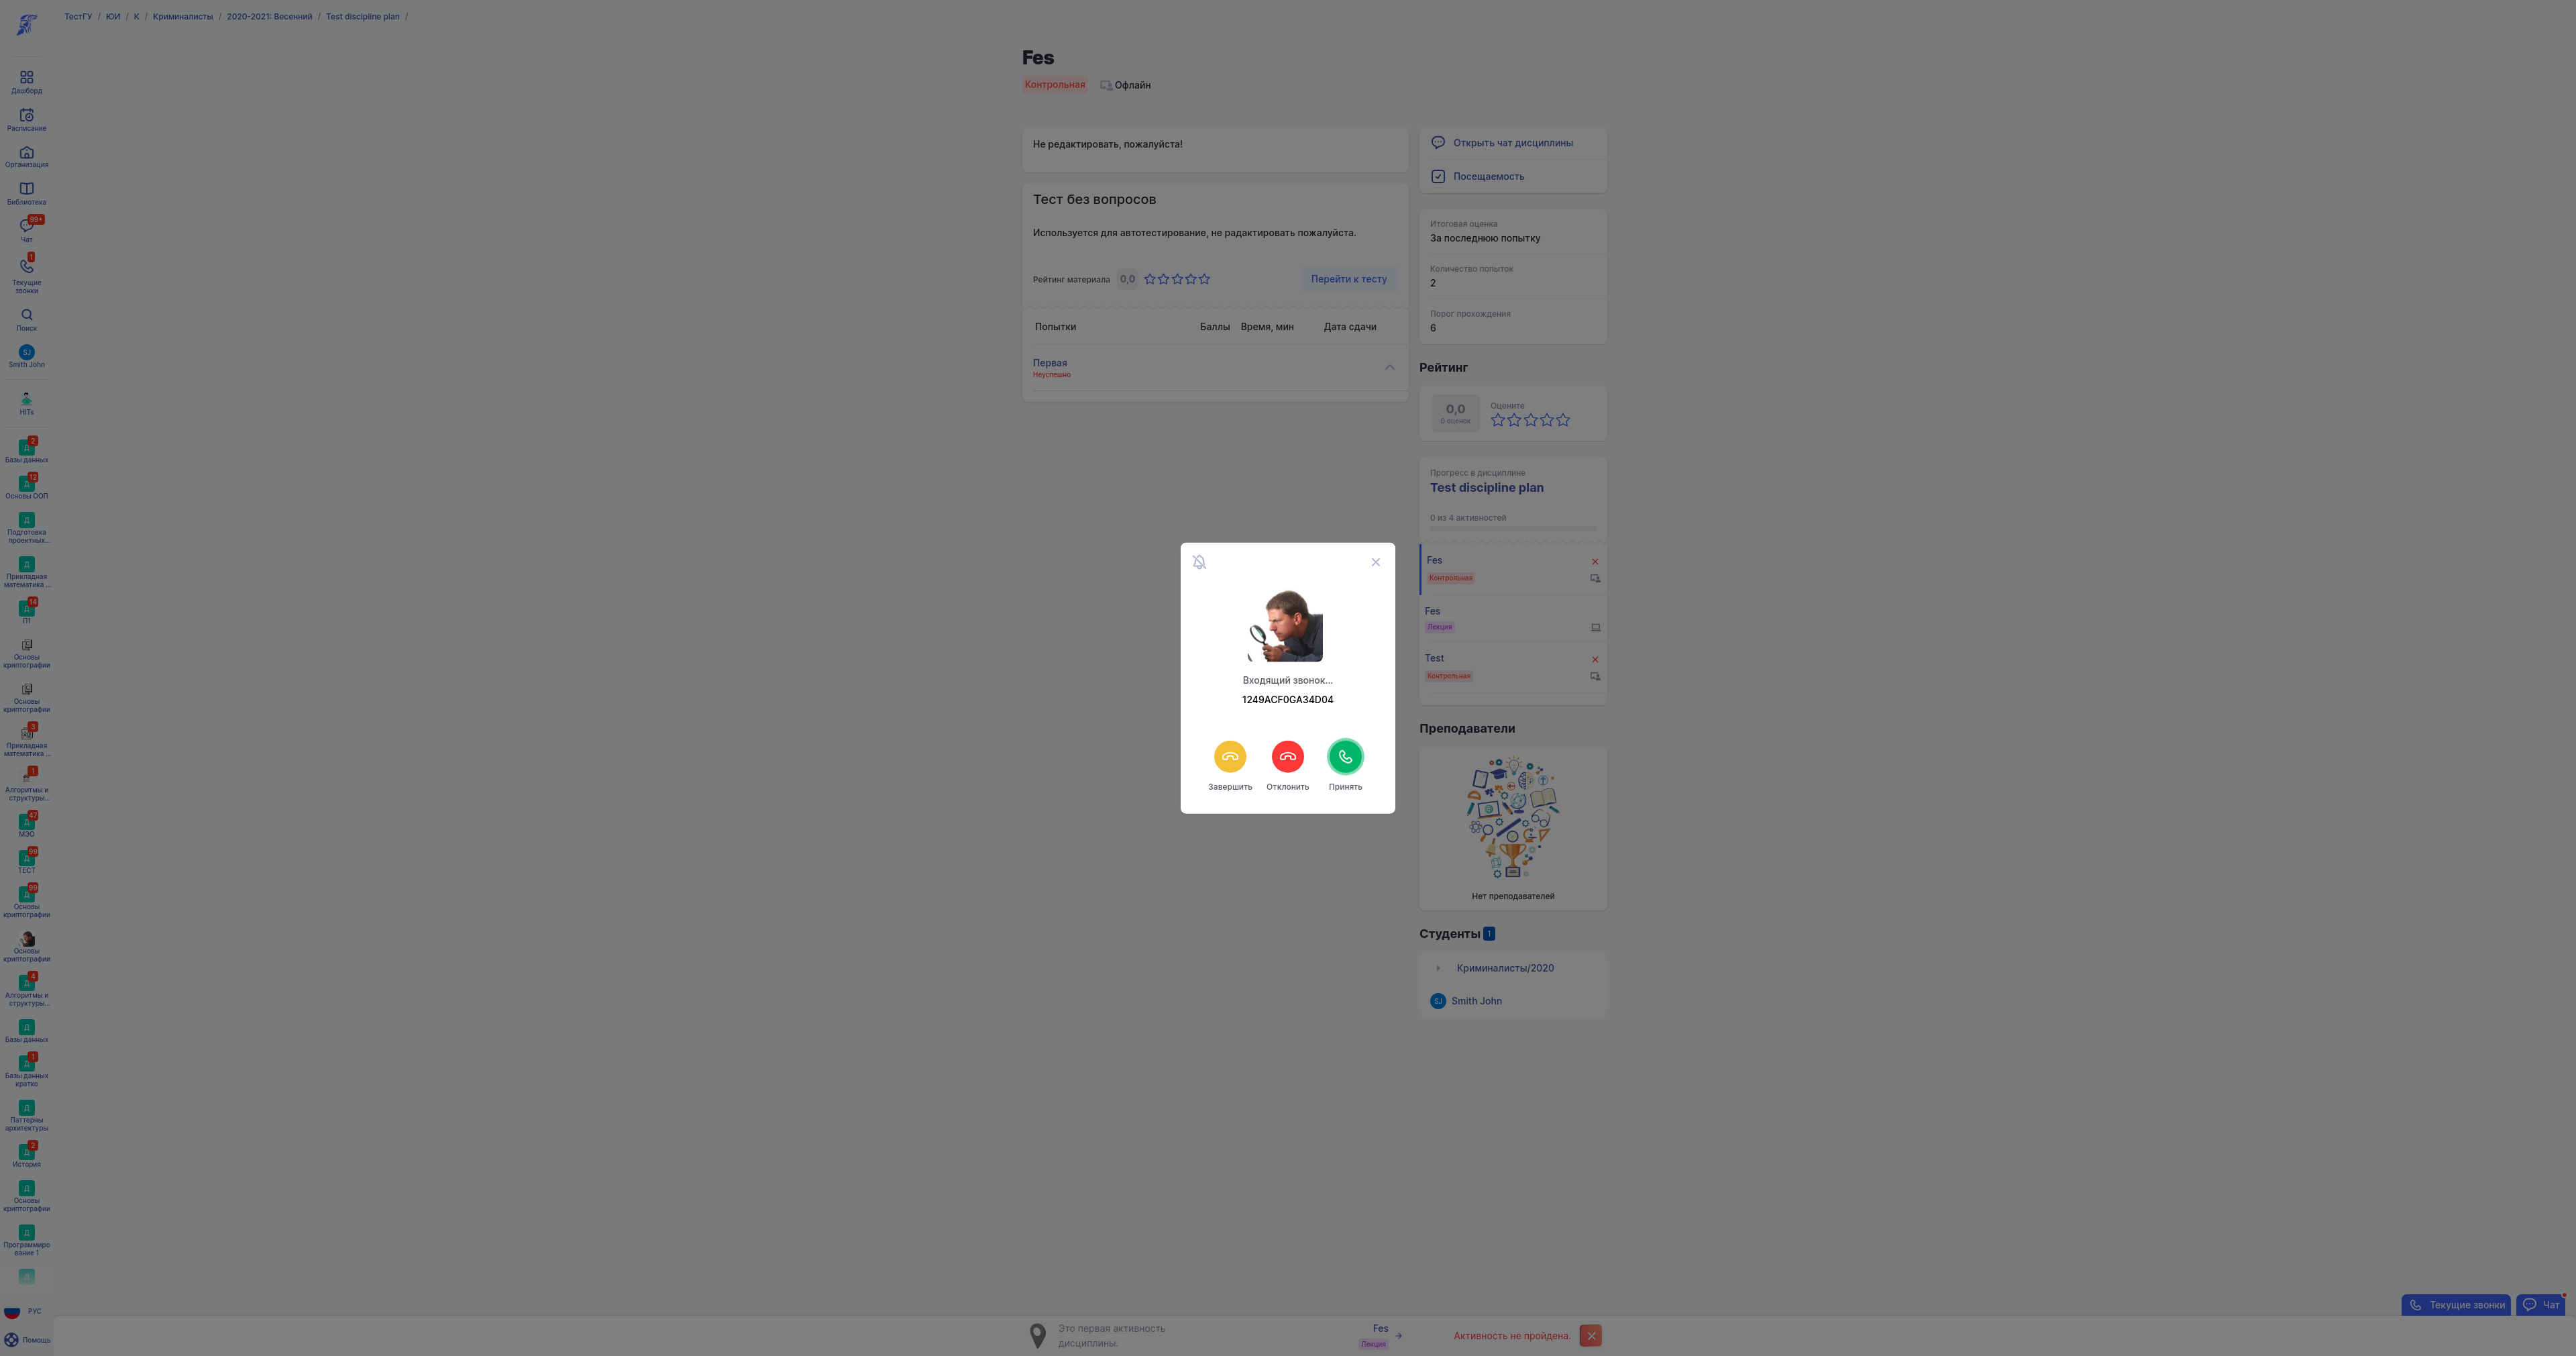 ТестГУ / ЮИ / К / Криминалисты / 2020-2021: Весенний / Test discipline plan /
Дашборд
Расписание
Организация
Библиотека
99+
Чат
1
Текущие
звонки
Поиск
SJ
Smith John
HITs
2
Д
Базы данных
12
Д
Основы ООП
Д
Подготовка
проектных...
Д
Прикладная
математика ...
14
Д
П1
Основы
криптографии
Основы
криптографии
3
Прикладная
математика ...
1
Алгоритмы и
структуры...
47
Д
МЭО
99
Д
ТЕСТ
99
Д
Основы
криптографии
Основы
криптографии
4
Д
Алгоритмы и
структуры...
Д
Базы данных
1
Д
Базы данных
кратко
Д
Паттерны
архитектуры
2
Д
История
Д
Основы
криптографии
Д
Программиро
вание 1
Д
РУС
Помощь
Fes
Контрольная Офлайн
Не редактировать, пожалуйста!
Тест без вопросов
Используется для автотестирование, не радактировать пожалуйста.
Рейтинг материала 0,0 Перейти к тесту
Попытки Баллы Время, мин Дата сдачи
Первая
Неуспешно
Открыть чат дисциплины
Посещаемость
Итоговая оценка
За последнюю попытку
Количество попыток
2
Порог прохождения
6
Рейтинг
0,0
0 оценок
Оцените
Прогресс в дисциплине
Test discipline plan
0 из 4 активностей
Fes
Контрольная
Fes
Лекция
Test
Контрольная
Преподаватели
Нет преподавателей
Студенты 1
Криминалисты/2020
SJ Smith John
Входящий звонок...
1249ACF0GA34D04
Завершить Отклонить Принять
Текущие звонки Чат
Это первая активность
дисциплины.
Fes
Лекция
Активность не пройдена.